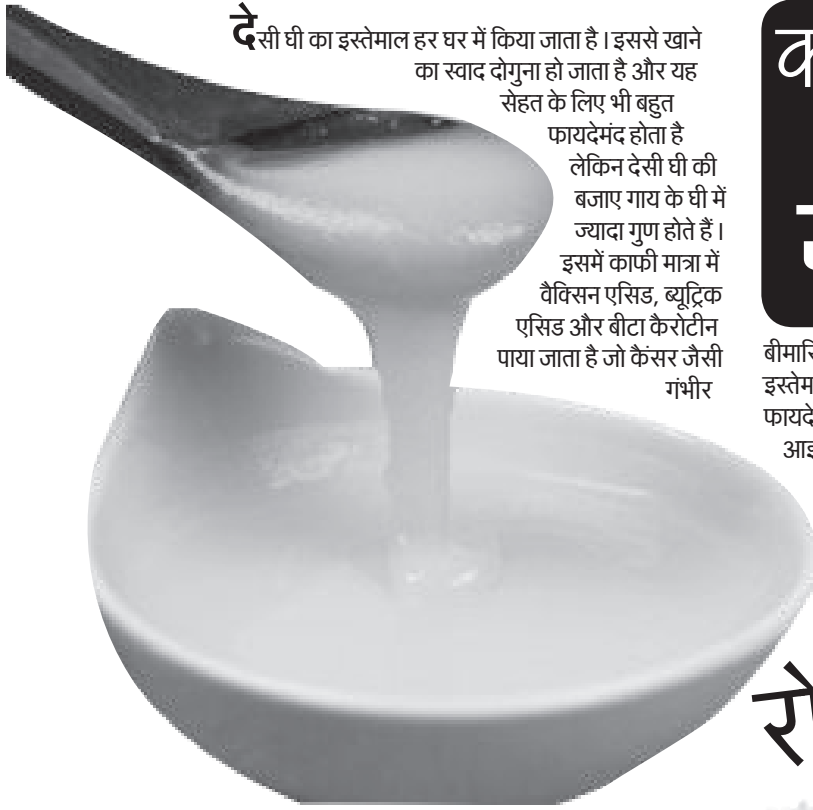 देसी घी का इस्तेमाल हर घर में किया जाता है। इससे खाने
का स्वाद दोगुना हो जाता है और यह
सेहत के लिए भी बहुत
फायदेमंद होता है
लेकिन देसी घी की
बजाए गाय के घी में
ज्यादा गुण होते हैं।
इसमें काफी मात्रा में
वैक्सिन एसिड, ब्यूट्रिक
एसिड और बीटा कैरोटीन
पाया जाता है जो कैंसर जैसी
गंभीर